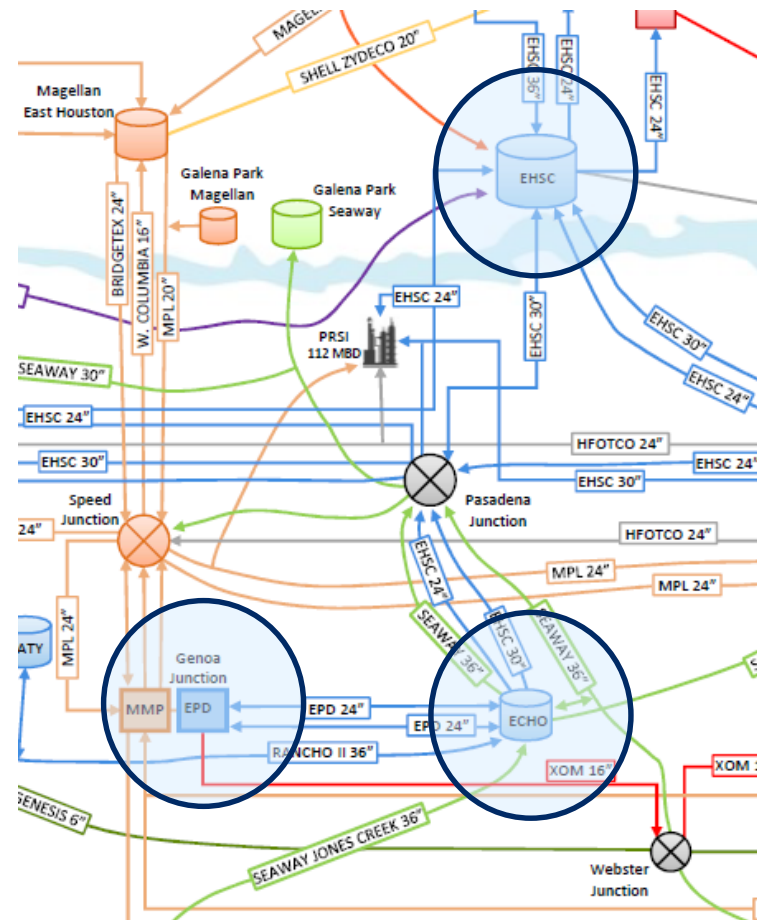 MAGEL
SHELL ZYDECO 20"
EHSC 36"
EHSC 24"
EHSC 24"
Magellan
East Houston
EHSC
Galena Park
Magellan
Galena Park
Seaway
BRIDGETEX 24"
W. COLUMBIA 16"
MPL 20"
EHSC 24"
PRSI
112 MBD
EHSC 30"
EHSC 30"
EHSC 24"
SEAWAY 30"
EHSC 24"
HFOTCO 24"
EHSC 30"
EHSC 24"
EHSC 30"
Speed
Junction
Pasadena
Junction
24"
HFOTCO 24"
MPL 24"
MPL 24"
EHSC 24"
MPL 24"
SEAWAY 36"
EHSC 30"
SEAWAY 36"
ATY
Genoa
Junction
MMP
EPD
EPD 24"
EPD 24"
ECHO
RANCHO II 36"
XOM 16"
XOM 1
GENESIS 6"
SEAWAY JONES CREEK 36"
Webster
Junction